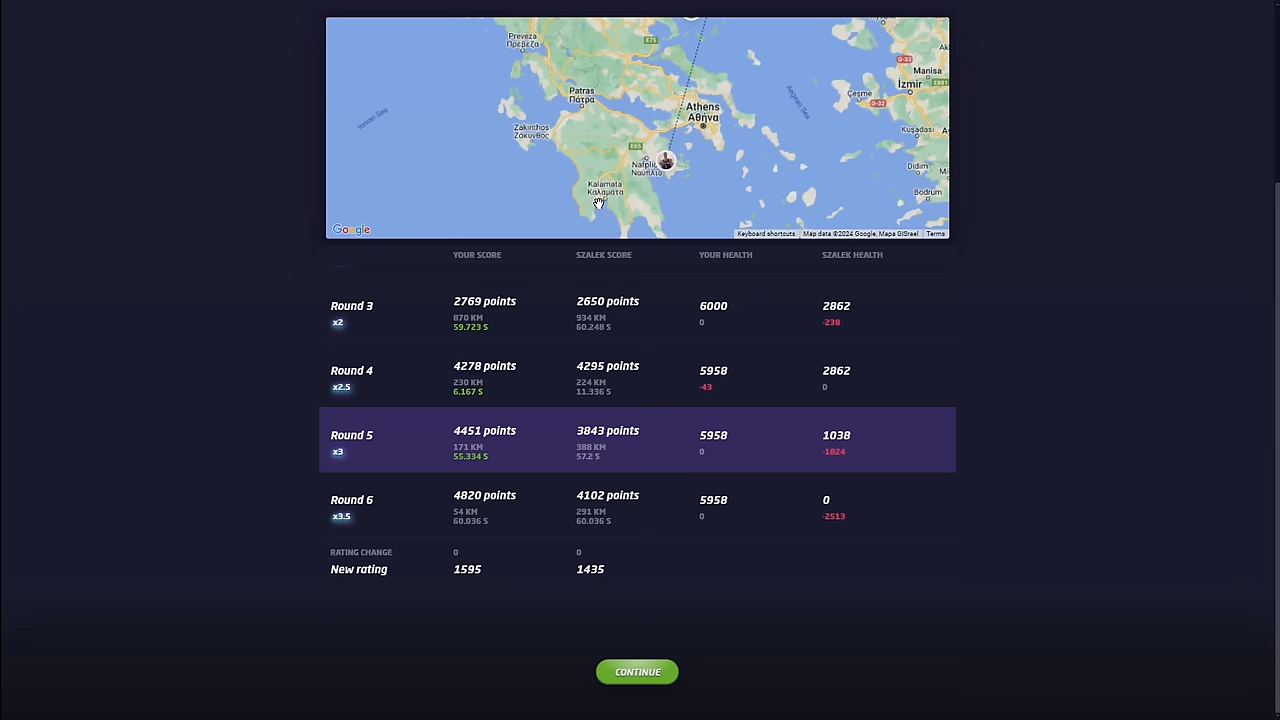 Preveza
Πρέβεζα
E75
D-33
Manisa
Patras
Πάτρα
Athens
Αθήνα
Aegean Sea
İzmir
E881
Çeşme
D-32
Ionian Sea
Zakinthos
Ζάκυνθος
Kuşadası
E65
Nafplio
Ναύπλιο
Didim
Kalamata
Καλαμάτα
Bodrum
Google
Keyboard shortcuts
Map data ©2024 Google, Mapa GISrael
Terms
YOUR SCORE SZALEK SCORE YOUR HEALTH SZALEK HEALTH
Round 3 2769 points 2650 points 6000 2862
x2 870 KM 934 KM 0 -238
59.723 S 60.248 S
Round 4 4278 points 4295 points 5958 2862
x2.5 230 KM 224 KM -43 0
6.167 S 11.336 S
Round 5 4451 points 3843 points 5958 1038
x3 171 KM 388 KM 0 -1824
55.334 S 57.2 S
Round 6 4820 points 4102 points 5958 0
x3.5 54 KM 291 KM 0 -2513
60.036 S 60.036 S
RATING CHANGE 0 0
New rating 1595 1435
CONTINUE